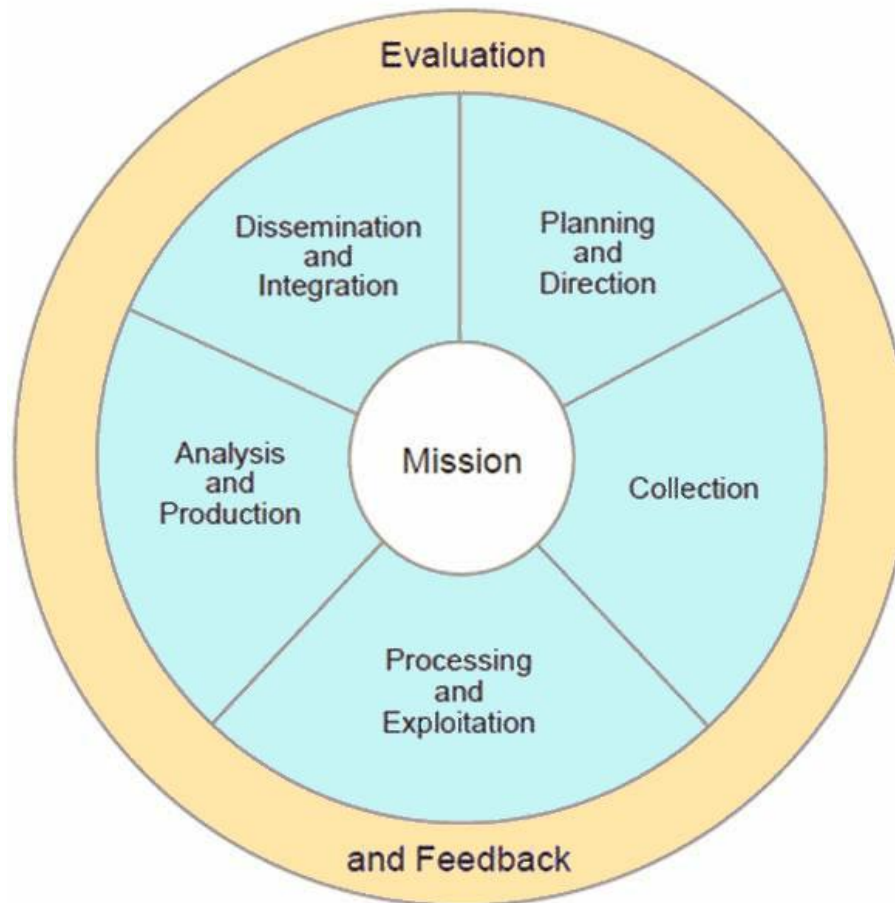 Evaluation
Dissemination
and
Integration
Planning
and
Direction
Analysis
and
Production
Mission
Collection
Processing
and
Exploitation
and Feedback